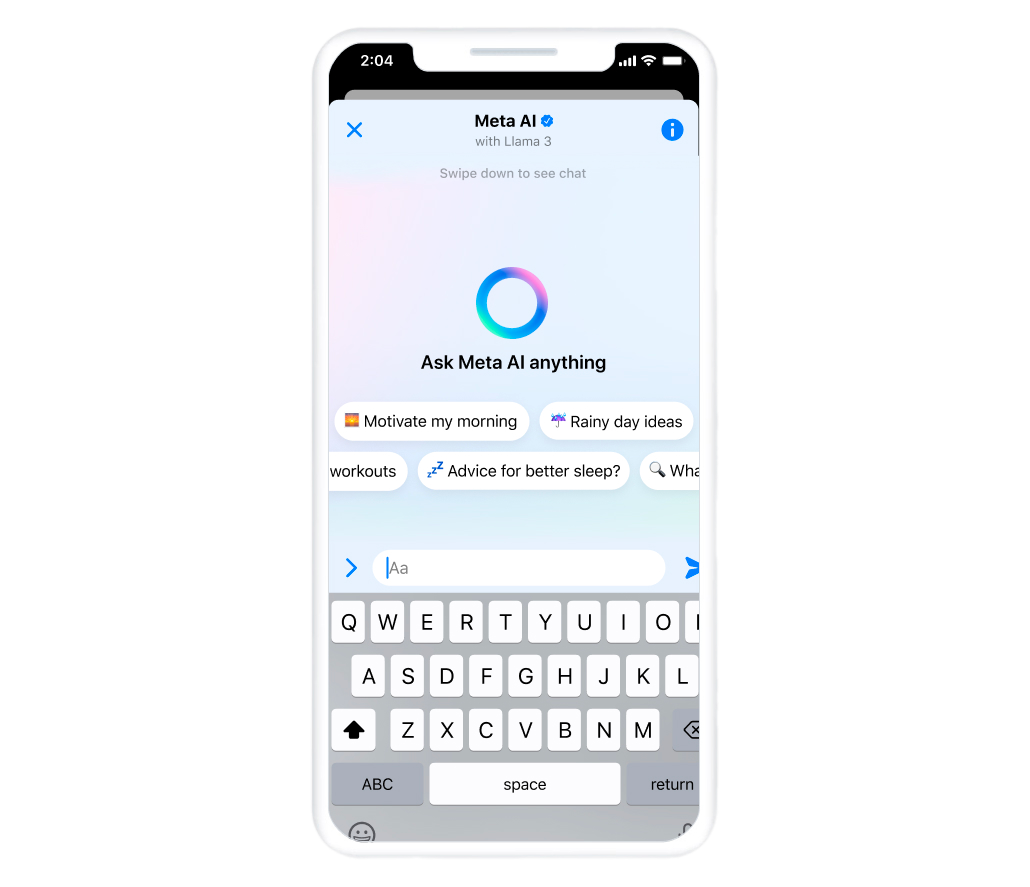 2:04
Meta AI
with Llama 3
Swipe down to see chat
Ask Meta AI anything
Motivate my morning
Rainy day ideas
workouts
Advice for better sleep?
Wha
Aa
Q W E R T Y U I O
A S D F G H J K L
Z X C V B N M
ABC space return